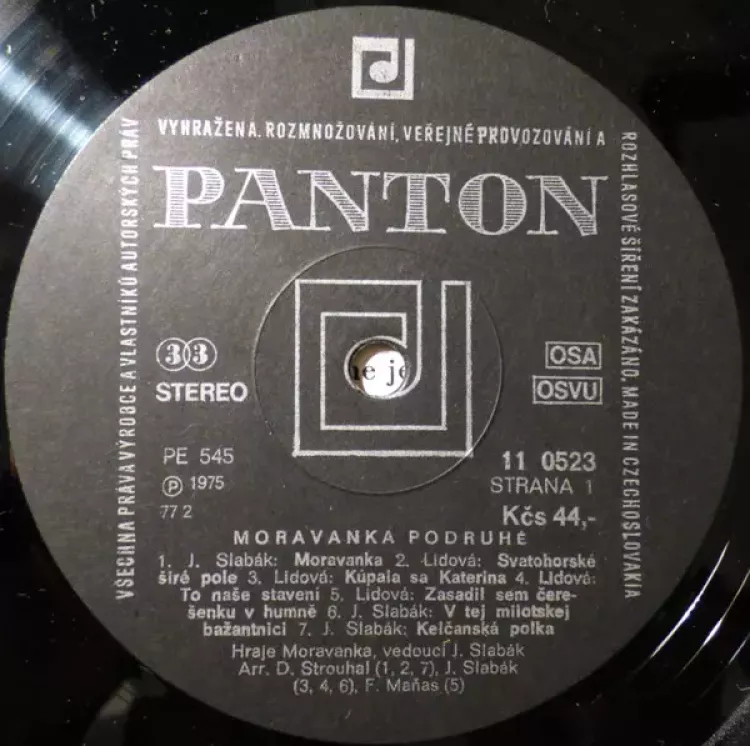 VŠECHNA PRÁVA VÝROBCE A VLASTNÍKŮ AUTORSKÝCH PRÁV
VYHRAŽENA. ROZMNOŽOVÁNÍ, VEŘEJNÉ PROVOZOVÁNÍ A
ROZHLASOVÉ ŠÍŘENÍ ZAKÁZÁNO. MADE IN CZECHOSLOVAKIA
PANTON
33
STEREO
ne je
OSA
OSVU
PE 545
Ⓟ 1975
77 2
11 0523
STRANA 1
Kčs 44,-
MORAVANKA PODRUHÉ
1. J. Slabák: Moravanka 2. Lidová: Svatohorské
širé pole 3. Lidová: Kúpala sa Katerina 4. Lidová:
To naše stavení 5. Lidová: Zasadil sem čere-
šenku v humně 6. J. Slabák: V tej milotskej
bažantnici 7. J. Slabák: Kelčanská polka
Hraje Moravanka, vedoucí J. Slabák
Arr. D. Strouhal (1, 2, 7), J. Slabák
(3, 4, 6), F. Maňas (5)